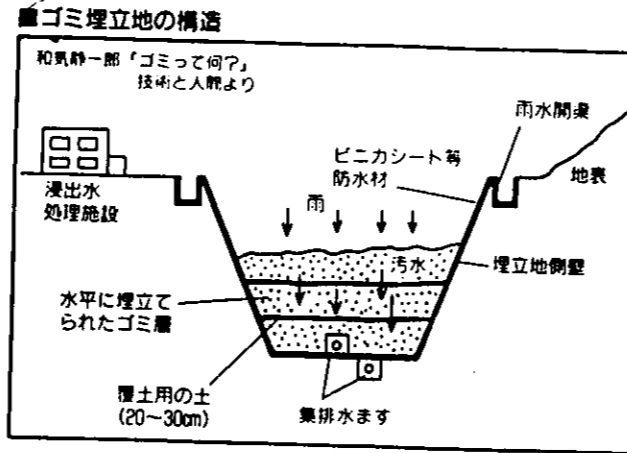 ■ゴミ埋立地の構造
和気静一郎「ゴミって何?」
技術と人間より
雨水開渠
ビニカシート等
防水材
地表
浸出水
処理施設
雨
汚水
埋立地側壁
水平に埋立て
られたゴミ層
覆土用の土
(20〜30cm)
集排水ます